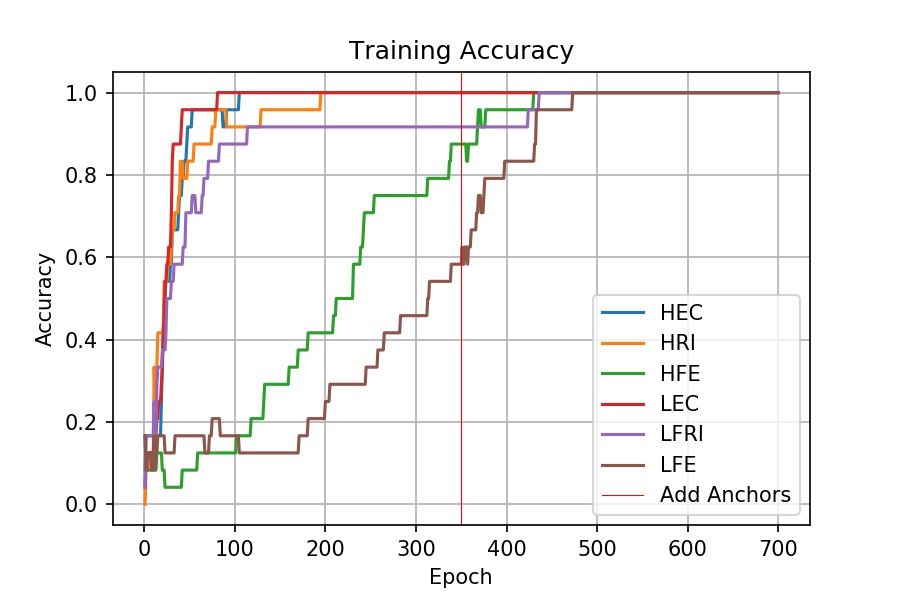 Training Accuracy
1.0
0.8
0.6
0.4
0.2
0.0
Accuracy
HEC
HRI
HFE
LEC
LFRI
LFE
Add Anchors
0 100 200 300 400 500 600 700
Epoch